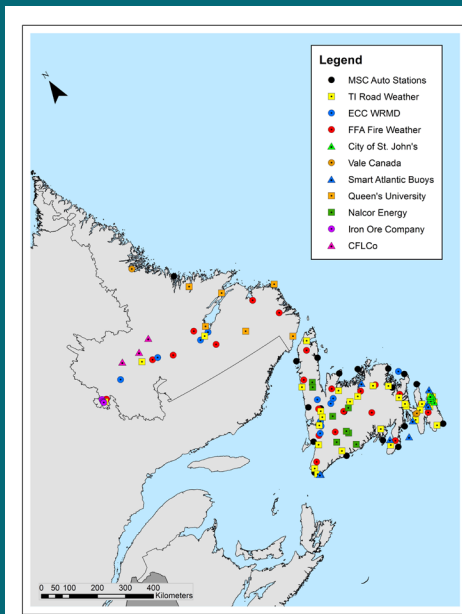 N
Legend
MSC Auto Stations
TI Road Weather
ECC WRMD
FFA Fire Weather
City of St. John's
Vale Canada
Smart Atlantic Buoys
Queen's University
Nalcor Energy
Iron Ore Company
CFLCo
0 50 100 200 300 400
Kilometers